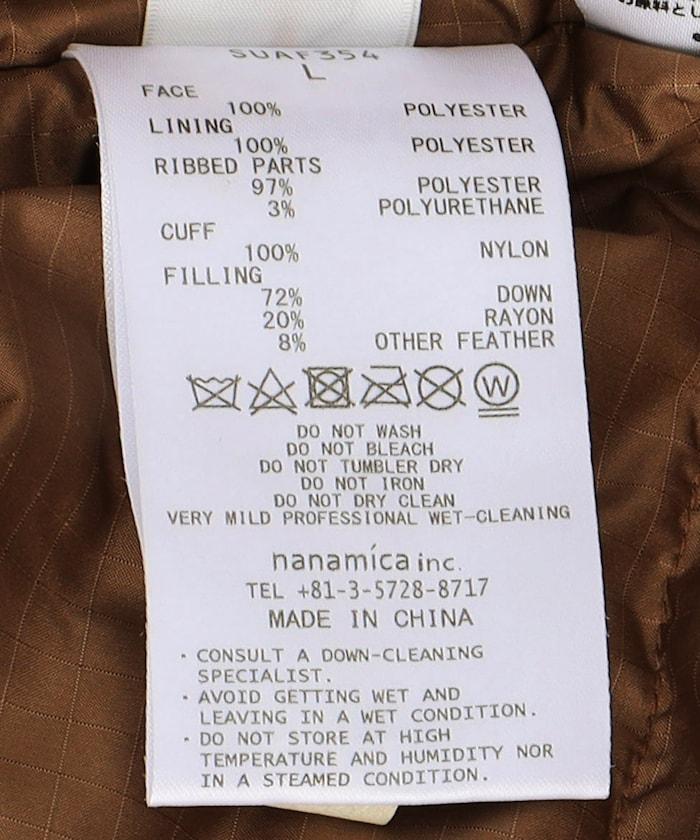 SUAF354
L
FACE
100% POLYESTER
LINING
100% POLYESTER
RIBBED PARTS
97% POLYESTER
3% POLYURETHANE
CUFF
100% NYLON
FILLING
72% DOWN
20% RAYON
8% OTHER FEATHER
W
DO NOT WASH
DO NOT BLEACH
DO NOT TUMBLER DRY
DO NOT IRON
DO NOT DRY CLEAN
VERY MILD PROFESSIONAL WET-CLEANING
nanamíca inc.
TEL +81-3-5728-8717
MADE IN CHINA
・CONSULT A DOWN-CLEANING
SPECIALIST.
・AVOID GETTING WET AND
LEAVING IN A WET CONDITION.
・DO NOT STORE AT HIGH
TEMPERATURE AND HUMIDITY NOR
IN A STEAMED CONDITION.